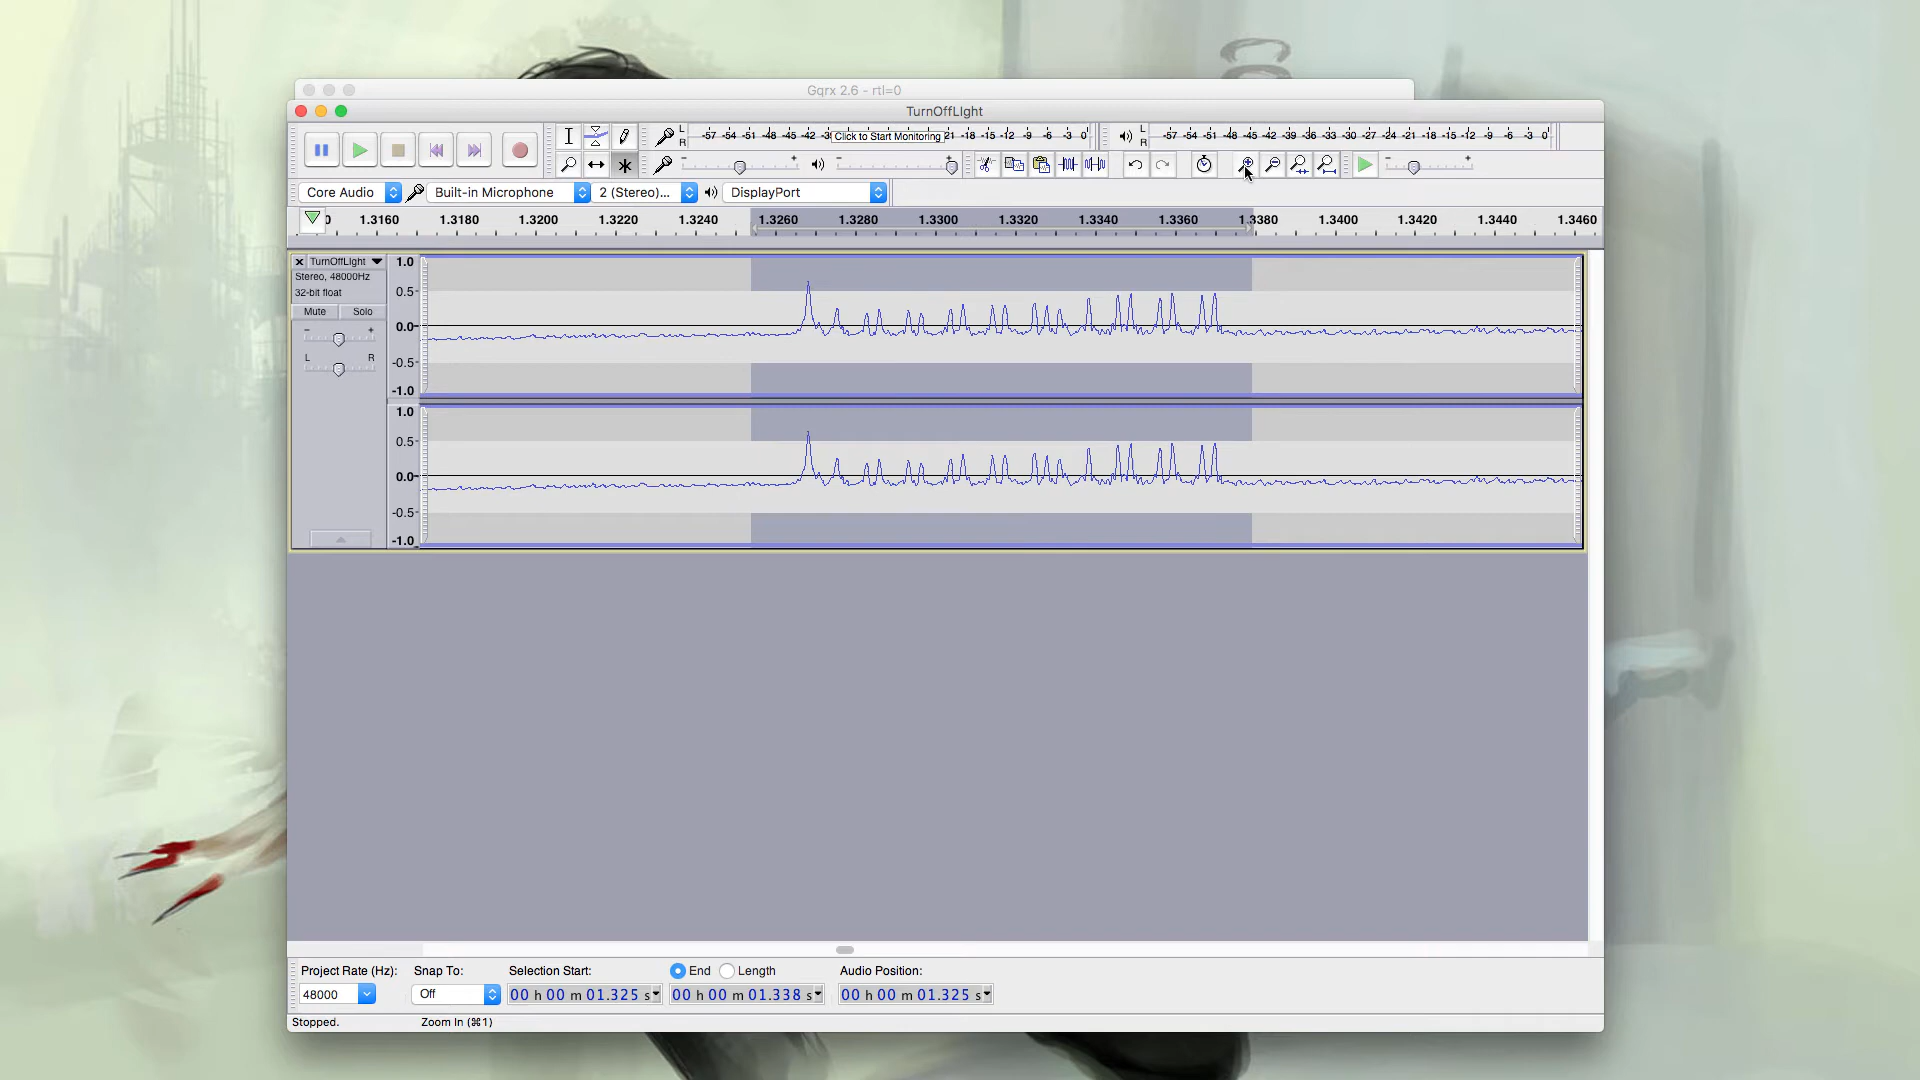 Gqrx 2.6 - rtl=0
TurnOffLIght
L -57 -54 -51 -48 -45 -42 -3 Click to Start Monitoring 21 -18 -15 -12 -9 -6 -3 0 L -57 -54 -51 -48 -45 -42 -39 -36 -33 -30 -27 -24 -21 -18 -15 -12 -9 -6 -3 0
R R
- + - +
- +
Core Audio Built-in Microphone 2 (Stereo)... DisplayPort
0 1.3160 1.3180 1.3200 1.3220 1.3240 1.3260 1.3280 1.3300 1.3320 1.3340 1.3360 1.3380 1.3400 1.3420 1.3440 1.3460
TurnOffLIght 1.0
Stereo, 48000Hz
32-bit float 0.5
Mute Solo
- + 0.0
L R -0.5
-1.0
1.0
0.5
0.0
-0.5
-1.0
Project Rate (Hz): Snap To: Selection Start: End Length Audio Position:
48000 Off 00 h 00 m 01.325 s 00 h 00 m 01.338 s 00 h 00 m 01.325 s
Stopped. Zoom In (⌘1)